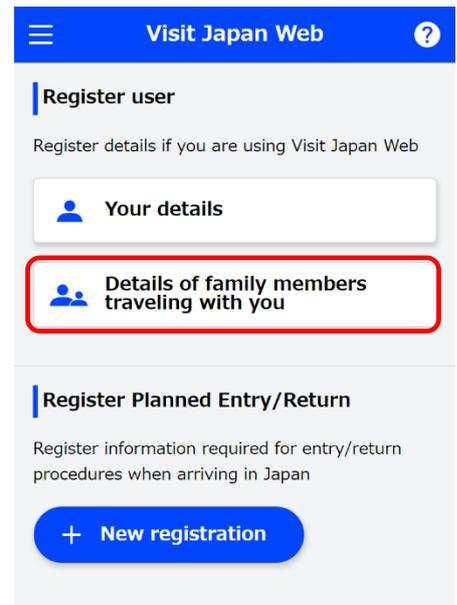 Visit Japan Web
?
Register user
Register details if you are using Visit Japan Web
Your details
Details of family members
traveling with you
Register Planned Entry/Return
Register information required for entry/return
procedures when arriving in Japan
+ New registration